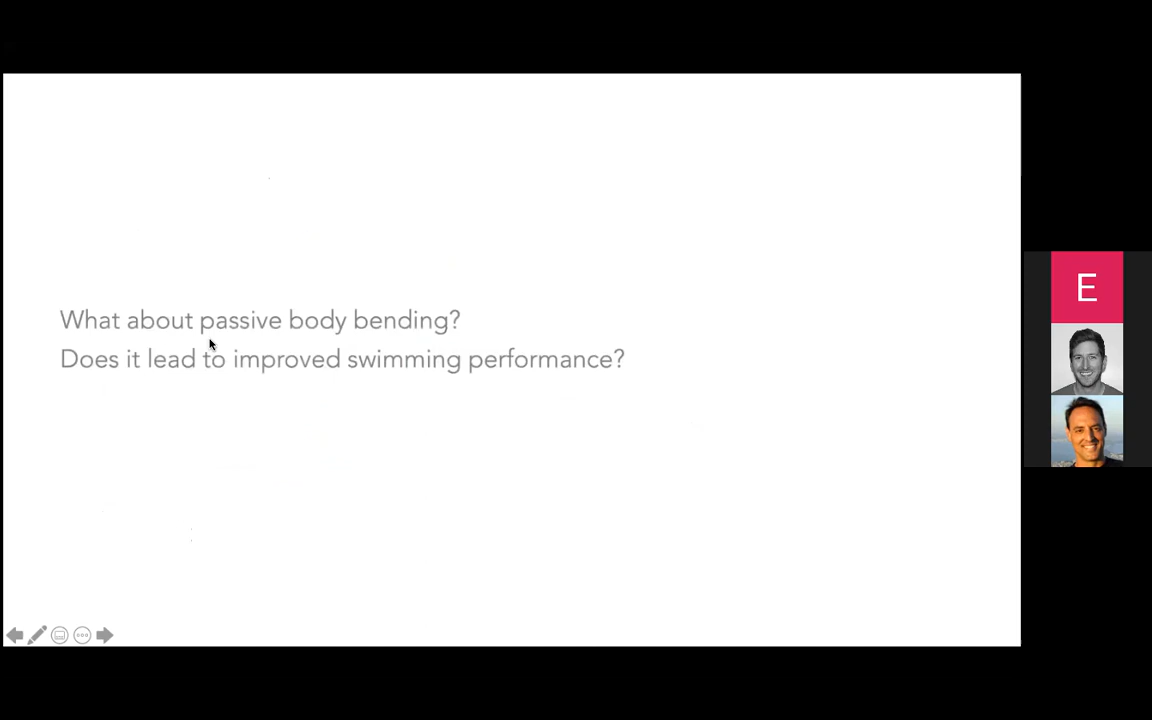 What about passive body bending?
Does it lead to improved swimming performance?
E